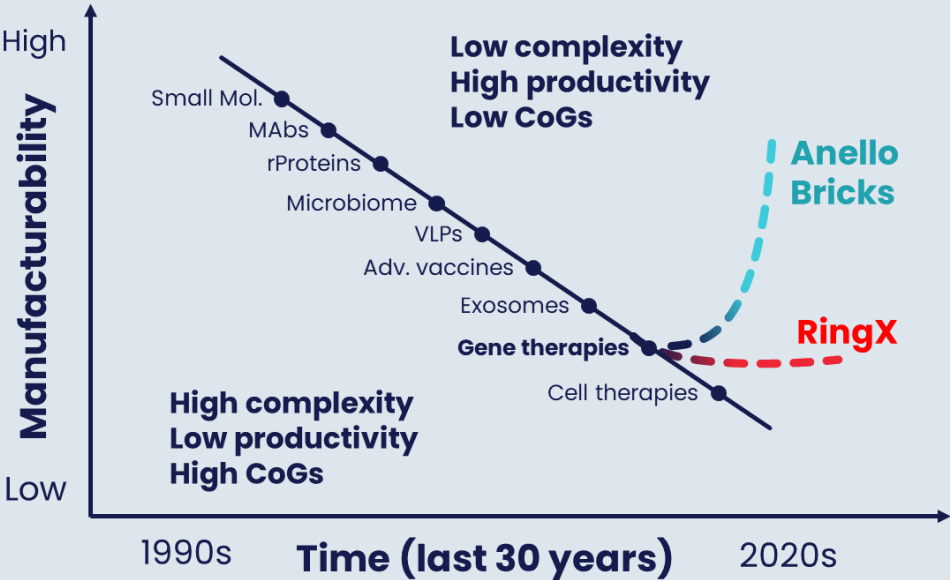 High
Manufacturability
Low
Low complexity
High productivity
Low CoGs
Small Mol.
MAbs
rProteins
Microbiome
VLPs
Adv. vaccines
Exosomes
Gene therapies
Cell therapies
Anello
Bricks
RingX
High complexity
Low productivity
High CoGs
1990s
Time (last 30 years)
2020s